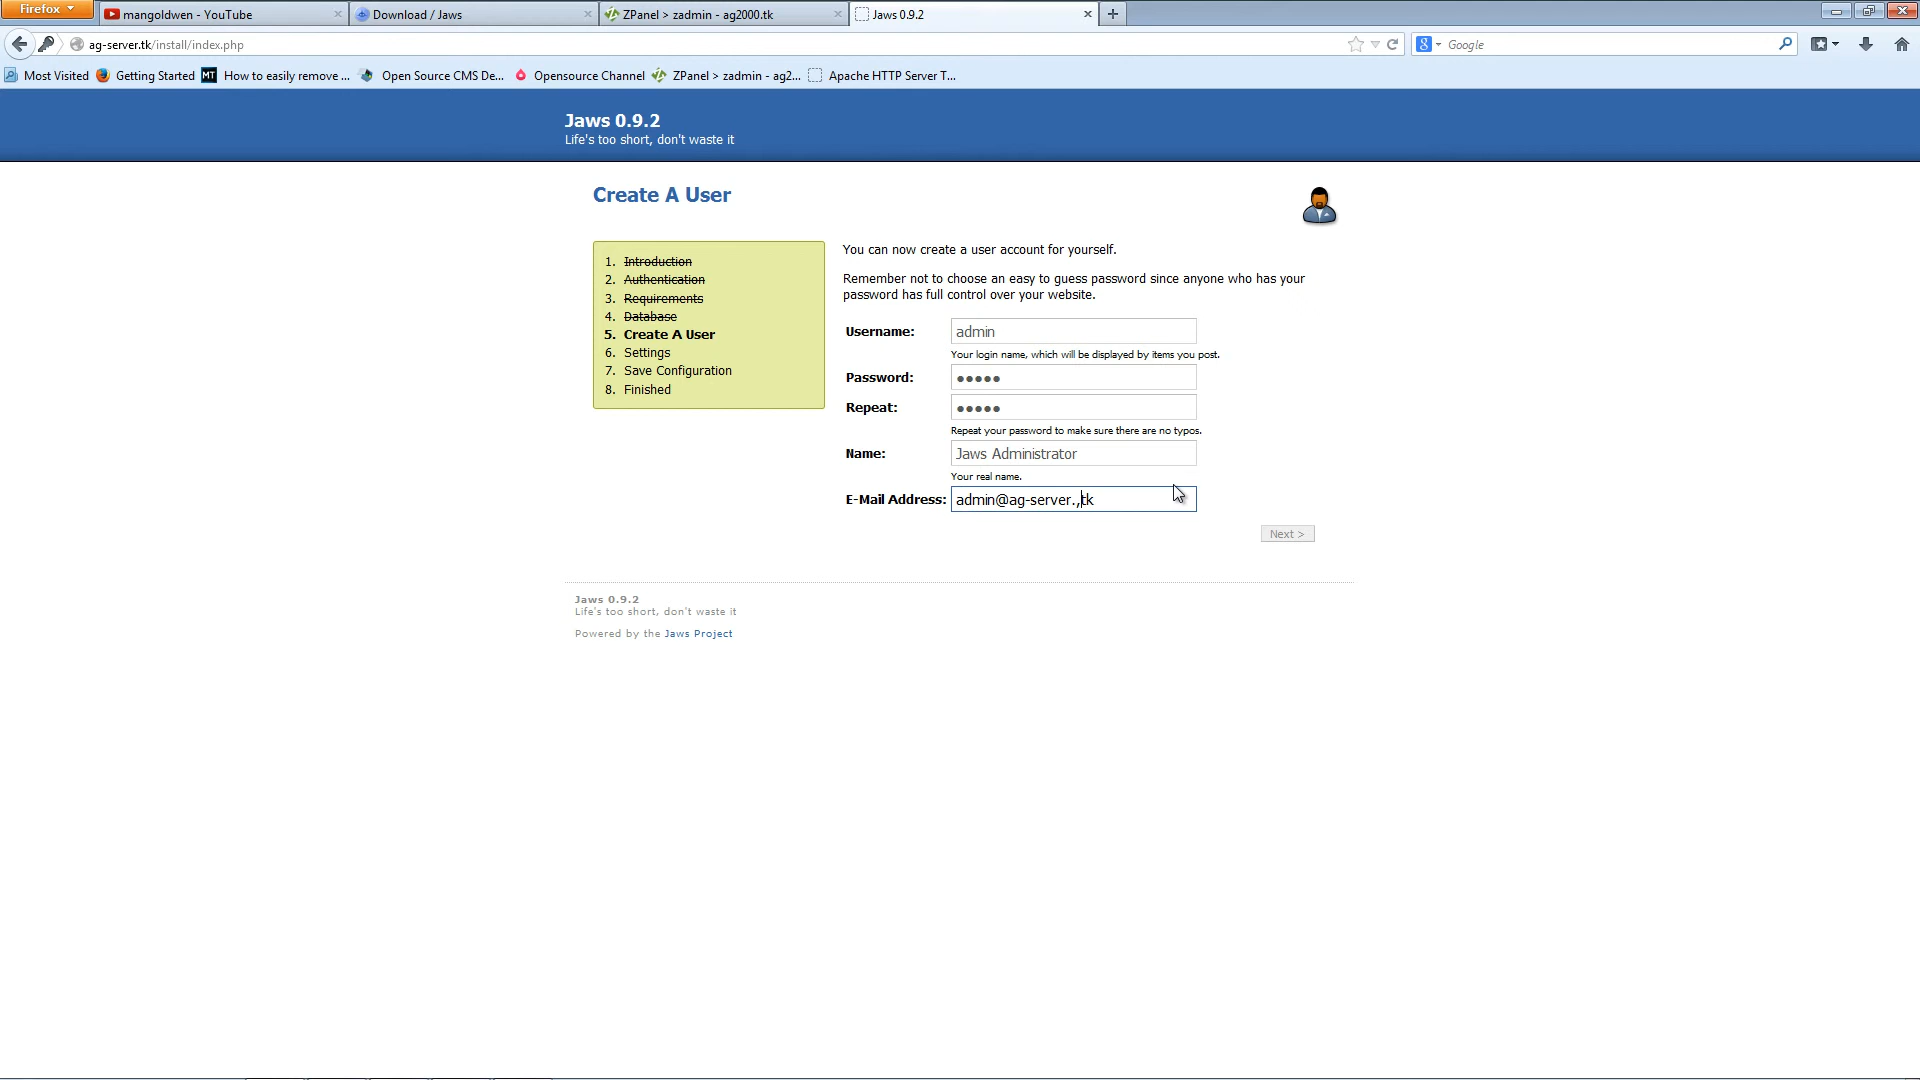 Firefox
mangoldwen - YouTube
Download / Jaws
ZPanel > zadmin - ag2000.tk
Jaws 0.9.2
ag-server.tk/install/index.php
Google
Most Visited
Getting Started
MT
How to easily remove ...
Open Source CMS De...
Opensource Channel
ZPanel > zadmin - ag2...
Apache HTTP Server T...
Jaws 0.9.2
Life's too short, don't waste it
Create A User
1. Introduction
2. Authentication
3. Requirements
4. Database
5. Create A User
6. Settings
7. Save Configuration
8. Finished
You can now create a user account for yourself.
Remember not to choose an easy to guess password since anyone who has your
password has full control over your website.
Username: admin
Your login name, which will be displayed by items you post.
Password: ●●●●●
Repeat: ●●●●●
Repeat your password to make sure there are no typos.
Name: Jaws Administrator
Your real name.
E-Mail Address: admin@ag-server.,tk
Next >
Jaws 0.9.2
Life's too short, don't waste it
Powered by the Jaws Project